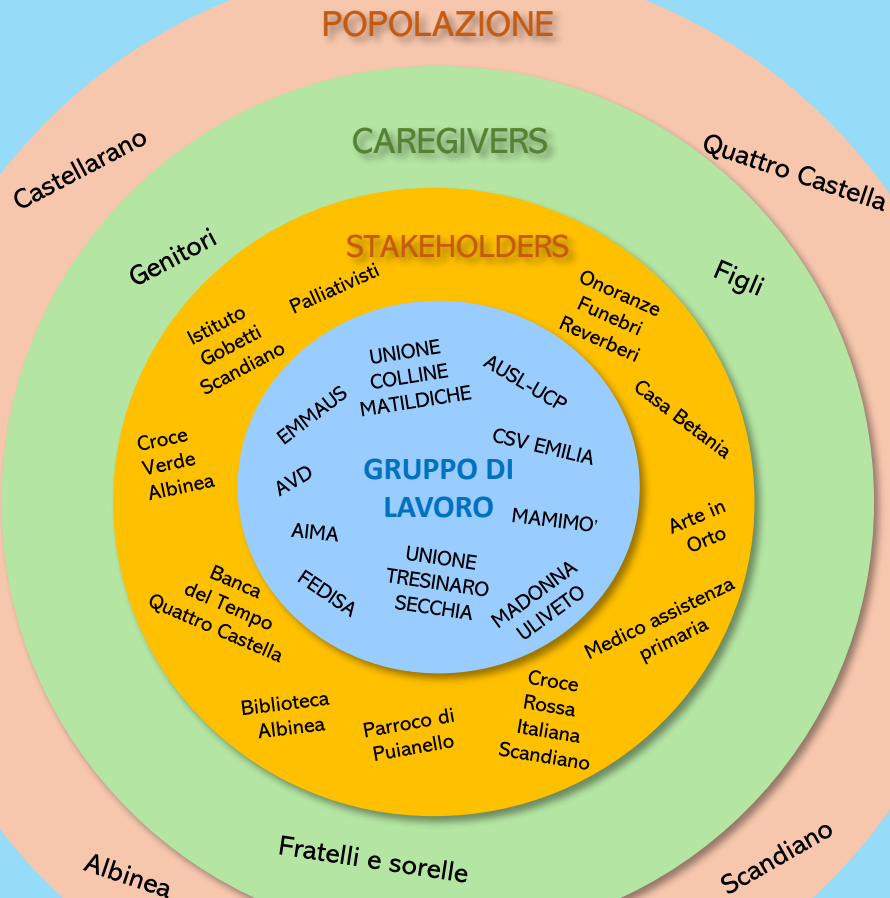 POPOLAZIONE
Castellarano
Quattro Castella
CAREGIVERS
Genitori
Figli
STAKEHOLDERS
Palliativisti
Istituto
Gobetti
Scandiano
Onoranze
Funebri
Reverberi
Casa Betania
Croce
Verde
Albinea
Arte in
Orto
Medico assistenza
primaria
Banca
del Tempo
Quattro Castella
Biblioteca
Albinea
Parroco di
Puianello
Croce
Rossa
Italiana
Scandiano
UNIONE
COLLINE
MATILDICHE
AUSL-UCP
EMMAUS
CSV EMILIA
GRUPPO DI
LAVORO
AVD
MAMIMO'
AIMA
UNIONE
TRESINARO
SECCHIA
FEDISA
MADONNA
ULIVETO
Fratelli e sorelle
Albinea
Scandiano